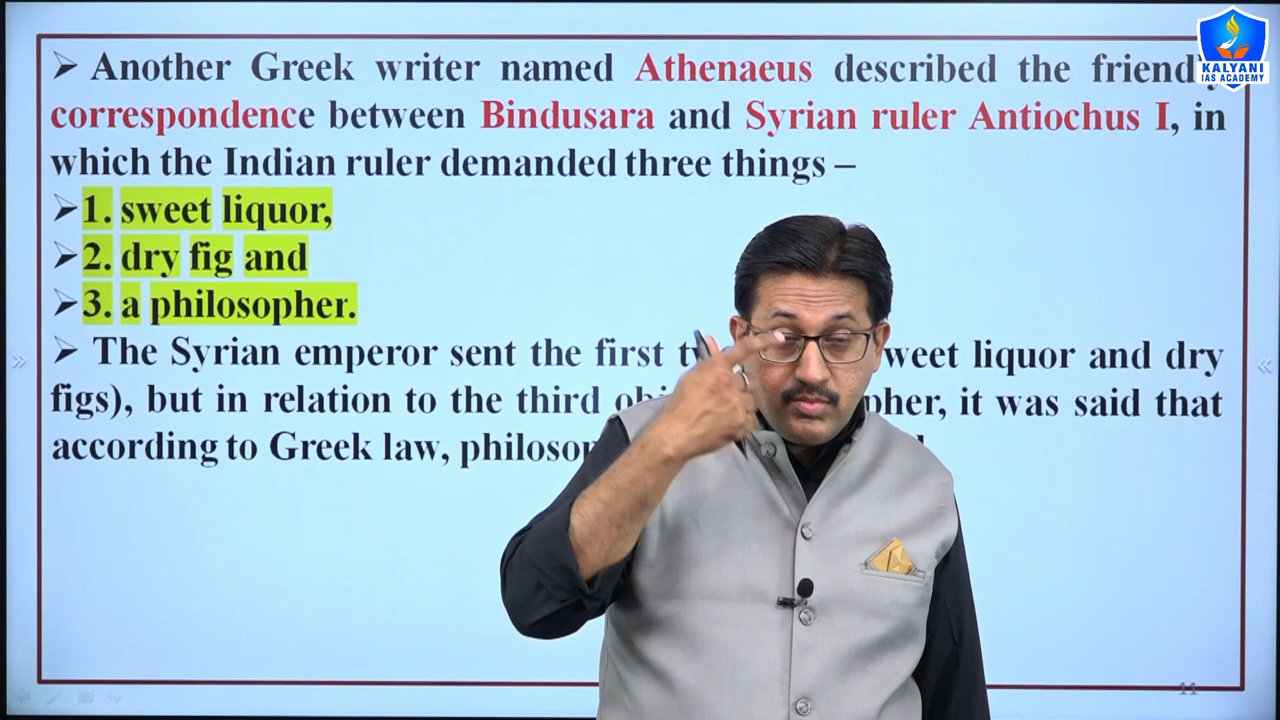 ➢ Another Greek writer named Athenaeus described the friendly
correspondence between Bindusara and Syrian ruler Antiochus I, in
which the Indian ruler demanded three things –
➢ 1. sweet liquor,
➢ 2. dry fig and
➢ 3. a philosopher.
➢ The Syrian emperor sent the first liquor and dry
figs), but in relation to the third it was said that
according to Greek law,
11
KALYANI
IAS ACADEMY